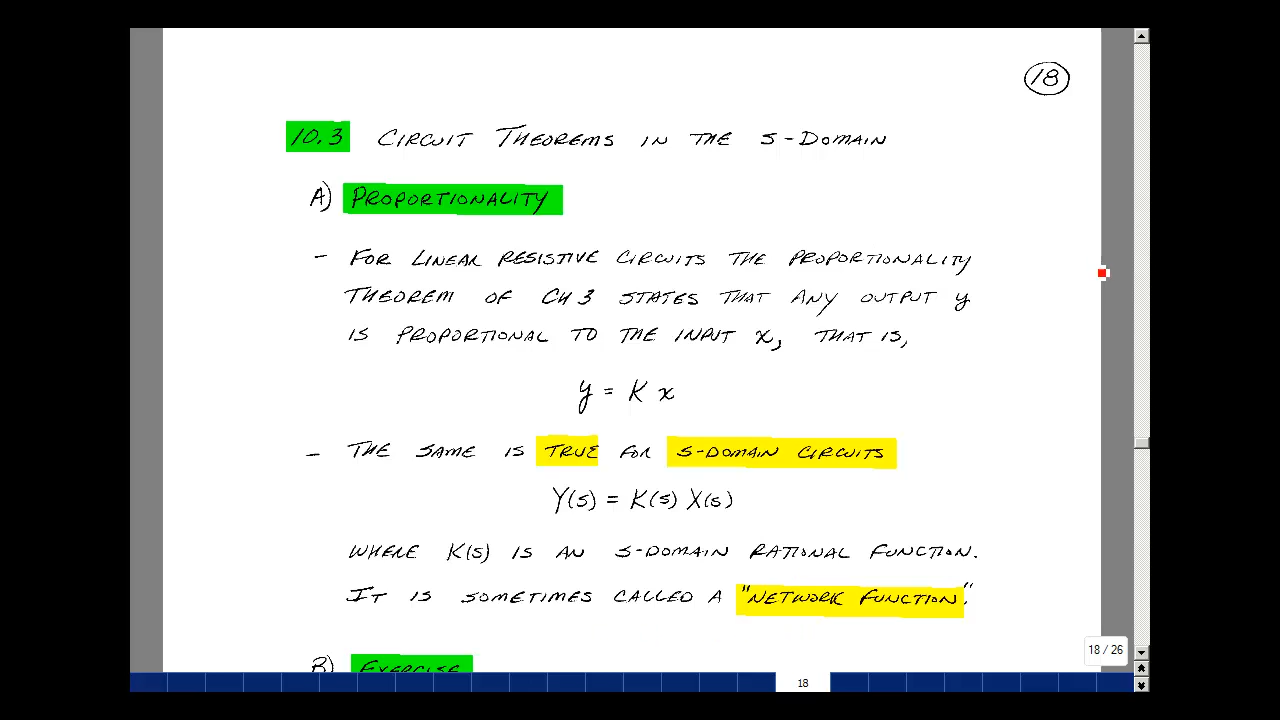 18
10.3 CIRCUIT THEOREMS IN THE S-DOMAIN
A) PROPORTIONALITY
- FOR LINEAR RESISTIVE CIRCUITS THE PROPORTIONALITY
THEOREM OF CH 3 STATES THAT ANY OUTPUT y
IS PROPORTIONAL TO THE INPUT x, THAT IS,
y = K x
- THE SAME IS TRUE FOR S-DOMAIN CIRCUITS
Y(s) = K(s) X(s)
WHERE K(s) IS AN S-DOMAIN RATIONAL FUNCTION.
IT IS SOMETIMES CALLED A "NETWORK FUNCTION".
B) EXERCISE
18 / 26
18